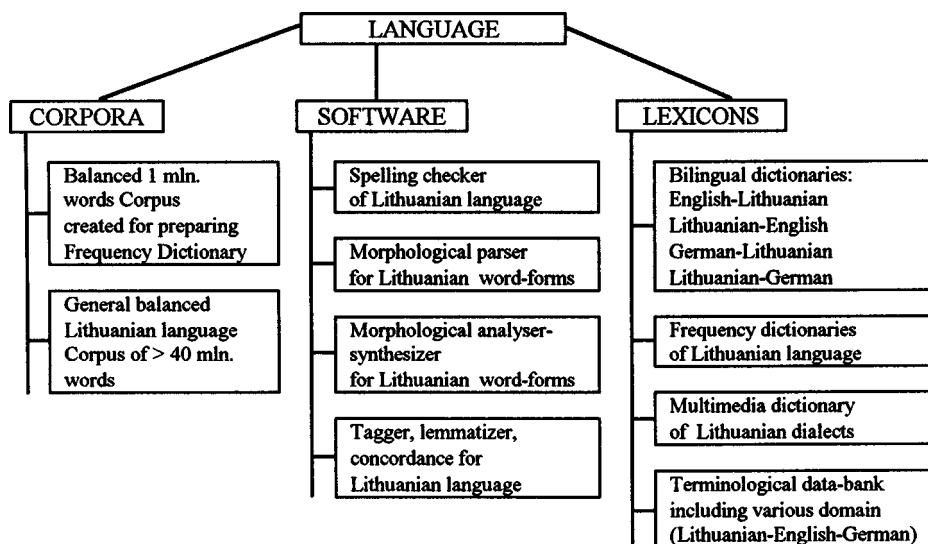 LANGUAGE
CORPORA
Balanced 1 mln.
words Corpus
created for preparing
Frequency Dictionary
General balanced
Lithuanian language
Corpus of > 40 mln.
words
SOFTWARE
Spelling checker
of Lithuanian language
Morphological parser
for Lithuanian word-forms
Morphological analyser-
synthesizer
for Lithuanian word-forms
Tagger, lemmatizer,
concordance for
Lithuanian language
LEXICONS
Bilingual dictionaries:
English-Lithuanian
Lithuanian-English
German-Lithuanian
Lithuanian-German
Frequency dictionaries
of Lithuanian language
Multimedia dictionary
of Lithuanian dialects
Terminological data-bank
including various domain
(Lithuanian-English-German)